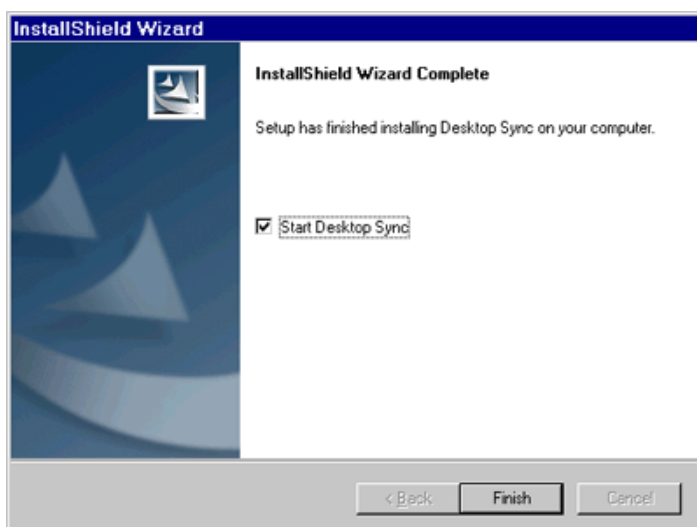 InstallShield Wizard
InstallShield Wizard Complete
Setup has finished installing Desktop Sync on your computer.
Start Desktop Sync
< Back
Finish
Cancel